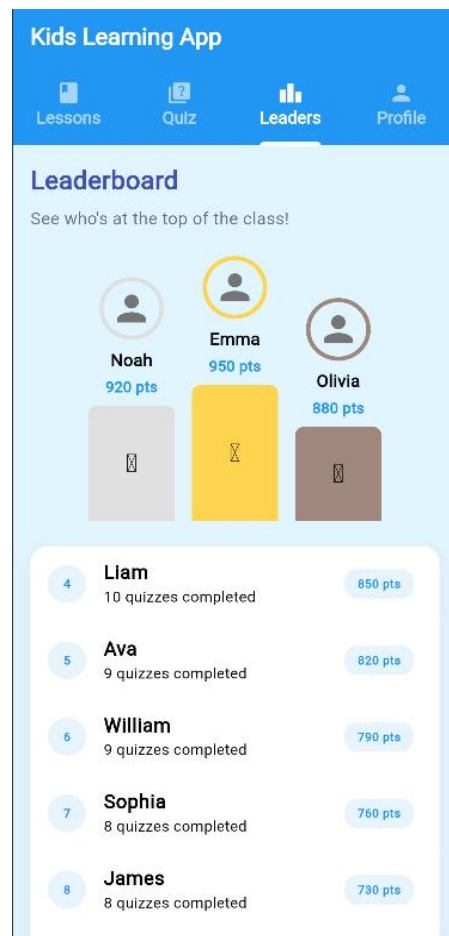 Kids Learning App
Lessons Quiz Leaders Profile
Leaderboard
See who's at the top of the class!
Emma
950 pts
Noah
920 pts
Olivia
880 pts
4 Liam 850 pts
10 quizzes completed
5 Ava 820 pts
9 quizzes completed
6 William 790 pts
9 quizzes completed
7 Sophia 760 pts
8 quizzes completed
8 James 730 pts
8 quizzes completed